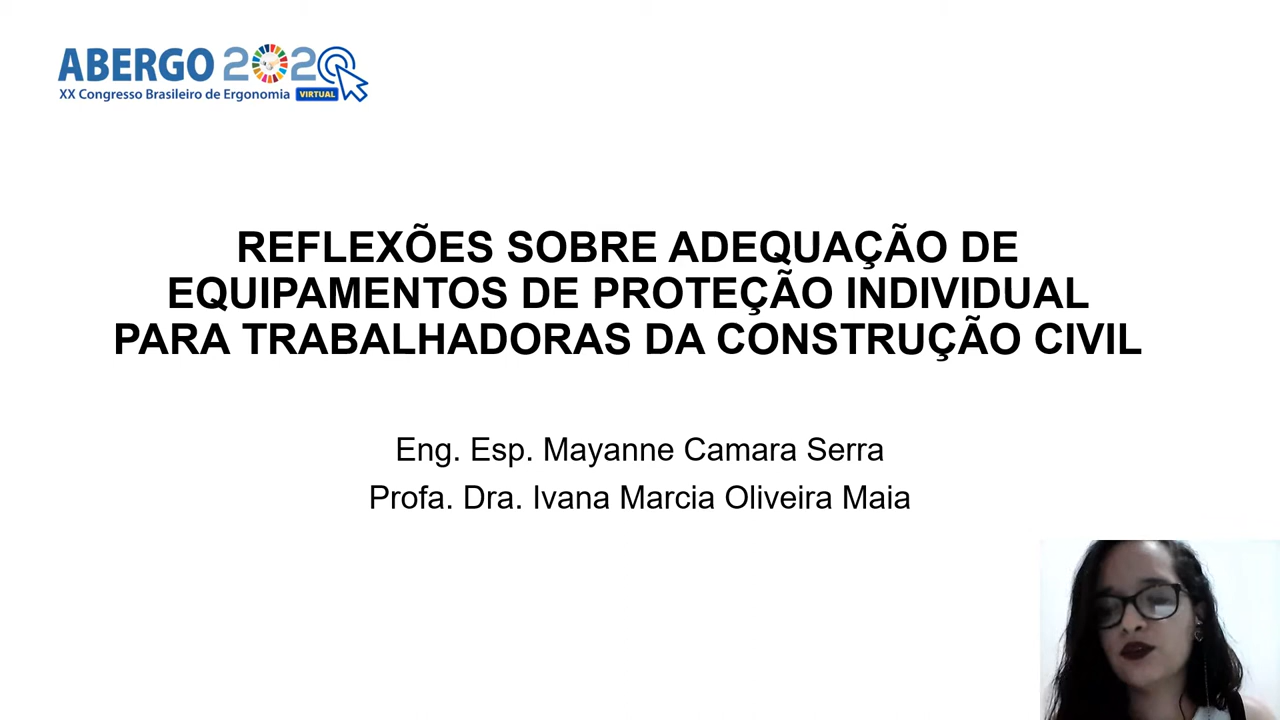 ABERGO 2020
XX Congresso Brasileiro de Ergonomia VIRTUAL
REFLEXÕES SOBRE ADEQUAÇÃO DE
EQUIPAMENTOS DE PROTEÇÃO INDIVIDUAL
PARA TRABALHADORAS DA CONSTRUÇÃO CIVIL
Eng. Esp. Mayanne Camara Serra
Profa. Dra. Ivana Marcia Oliveira Maia